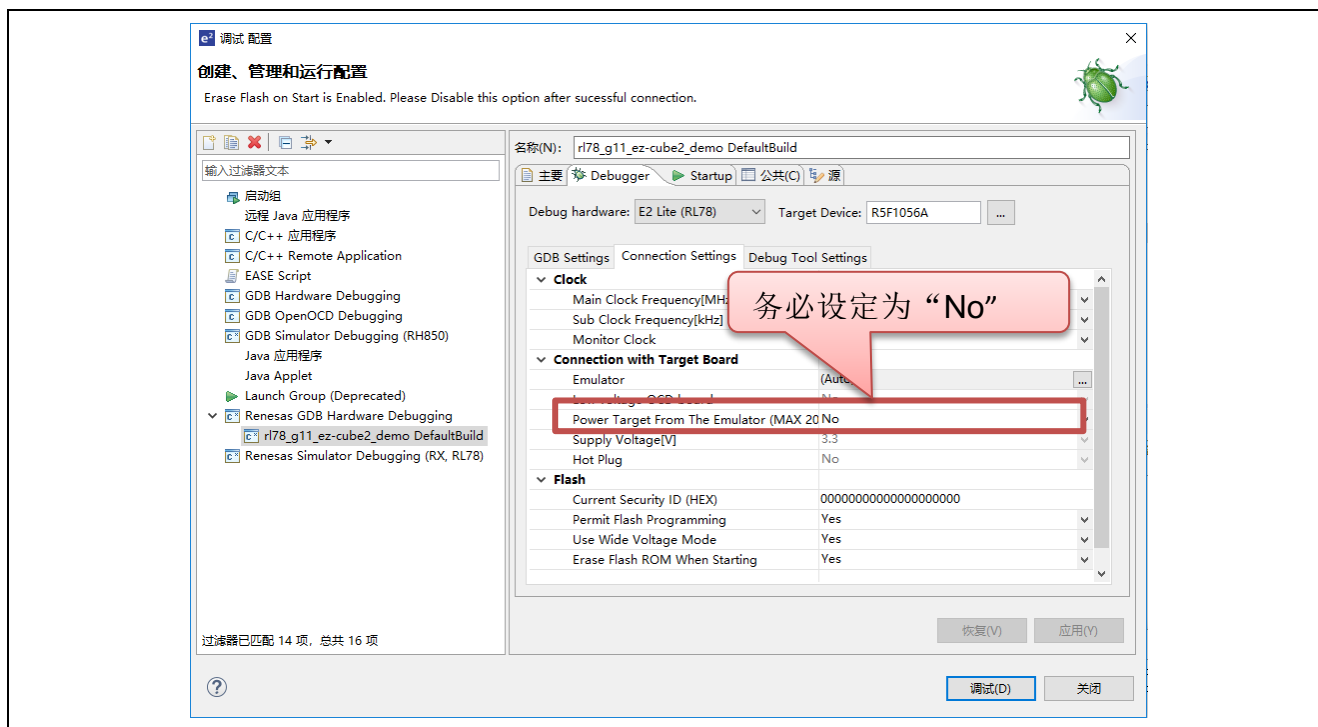 e² 调试 配置
创建、管理和运行配置
Erase Flash on Start is Enabled. Please Disable this option after sucessful connection.
输入过滤器文本
启动组
远程 Java 应用程序
C/C++ 应用程序
C/C++ Remote Application
EASE Script
GDB Hardware Debugging
GDB OpenOCD Debugging
GDB Simulator Debugging (RH850)
Java 应用程序
Java Applet
Launch Group (Deprecated)
Renesas GDB Hardware Debugging
rl78_g11_ez-cube2_demo DefaultBuild
Renesas Simulator Debugging (RX, RL78)
过滤器已匹配 14 项，总共 16 项
名称(N): rl78_g11_ez-cube2_demo DefaultBuild
主要 Debugger Startup 公共(C) 源
Debug hardware: E2 Lite (RL78) Target Device: R5F1056A ...
GDB Settings Connection Settings Debug Tool Settings
Clock
Main Clock Frequency[MH
Sub Clock Frequency[kHz]
Monitor Clock
务必设定为“No”
Connection with Target Board
Emulator (Auto ...
Low voltage OCD board No
Power Target From The Emulator (MAX 20 No
Supply Voltage[V] 3.3
Hot Plug No
Flash
Current Security ID (HEX) 00000000000000000000
Permit Flash Programming Yes
Use Wide Voltage Mode Yes
Erase Flash ROM When Starting Yes
恢复(V) 应用(Y)
? 调试(D) 关闭